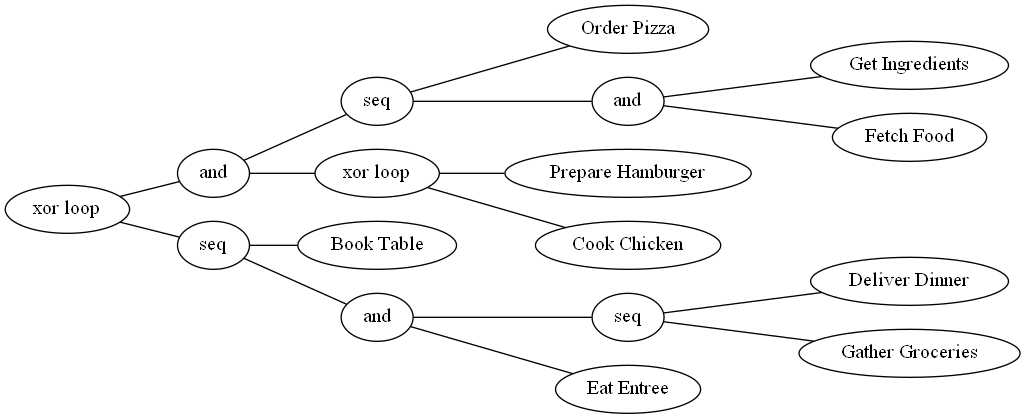 Order Pizza
Get Ingredients
seq
and
Fetch Food
and
xor loop
Prepare Hamburger
xor loop
seq
Book Table
Cook Chicken
Deliver Dinner
and
seq
Gather Groceries
Eat Entree